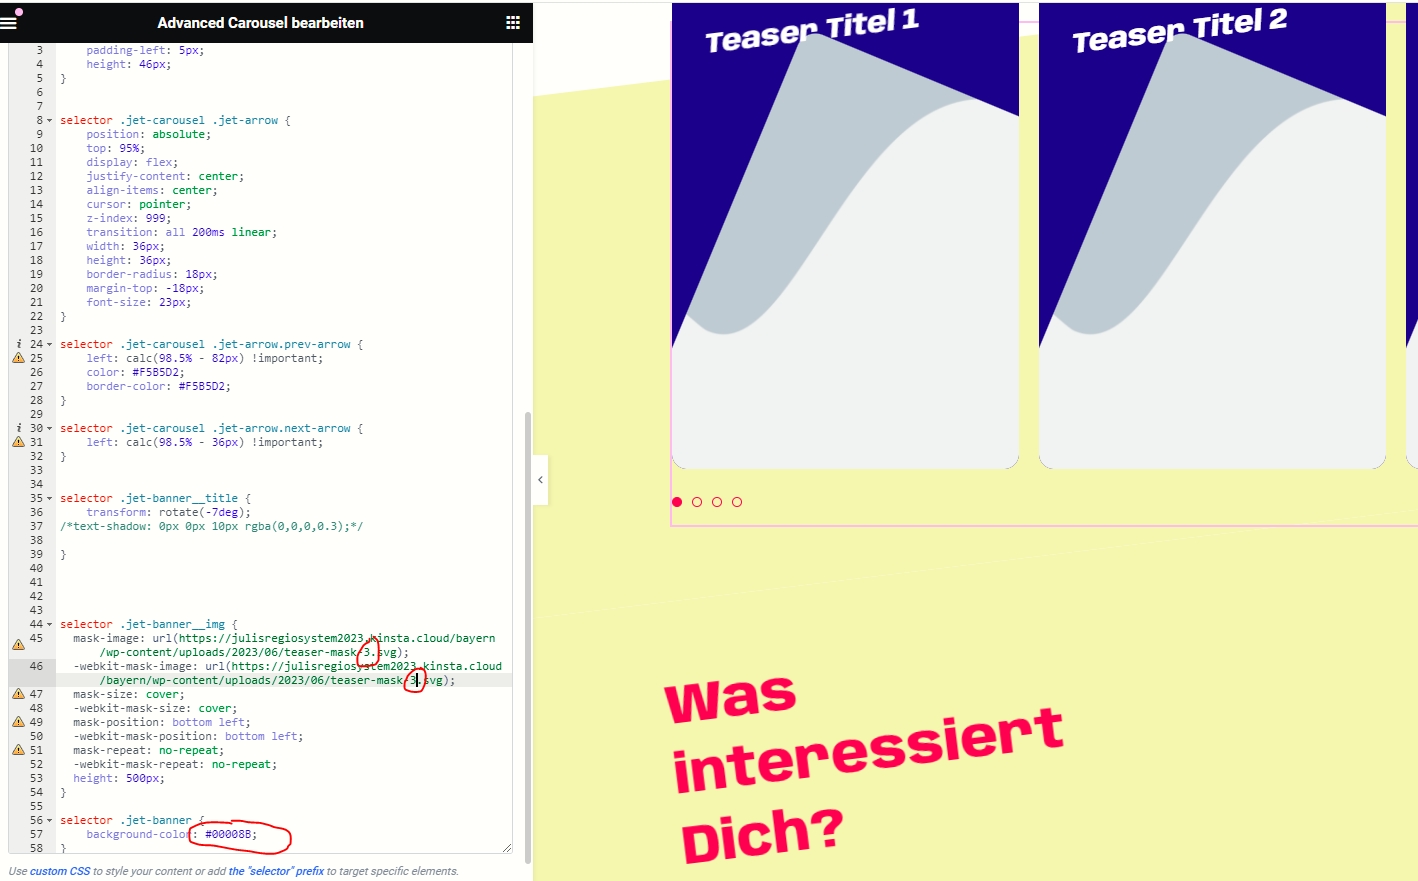 Advanced Carousel bearbeiten
3 padding-left: 5px;
4 height: 46px;
5 }
6
7
8 selector .jet-carousel .jet-arrow {
9 position: absolute;
10 top: 95%;
11 display: flex;
12 justify-content: center;
13 align-items: center;
14 cursor: pointer;
15 z-index: 999;
16 transition: all 200ms linear;
17 width: 36px;
18 height: 36px;
19 border-radius: 18px;
20 margin-top: -18px;
21 font-size: 23px;
22 }
23
i 24 selector .jet-carousel .jet-arrow.prev-arrow {
25 left: calc(98.5% - 82px) !important;
26 color: #F5B5D2;
27 border-color: #F5B5D2;
28 }
29
i 30 selector .jet-carousel .jet-arrow.next-arrow {
31 left: calc(98.5% - 36px) !important;
32 }
33
34
35 selector .jet-banner__title {
36 transform: rotate(-7deg);
37 /*text-shadow: 0px 0px 10px rgba(0,0,0,0.3);*/
38
39 }
40
41
42
43
44 selector .jet-banner__img {
45 mask-image: url(https://julisregiosystem2023.kinsta.cloud/bayern
/wp-content/uploads/2023/06/teaser-mask-3.svg);
46 -webkit-mask-image: url(https://julisregiosystem2023.kinsta.cloud
/bayern/wp-content/uploads/2023/06/teaser-mask-3.svg);
47 mask-size: cover;
48 -webkit-mask-size: cover;
49 mask-position: bottom left;
50 -webkit-mask-position: bottom left;
51 mask-repeat: no-repeat;
52 -webkit-mask-repeat: no-repeat;
53 height: 500px;
54 }
55
56 selector .jet-banner {
57 background-color: #00008B;
58 }
Use custom CSS to style your content or add the "selector" prefix to target specific elements.
Teaser Titel 1
Teaser Titel 2
Was
interessiert
Dich?